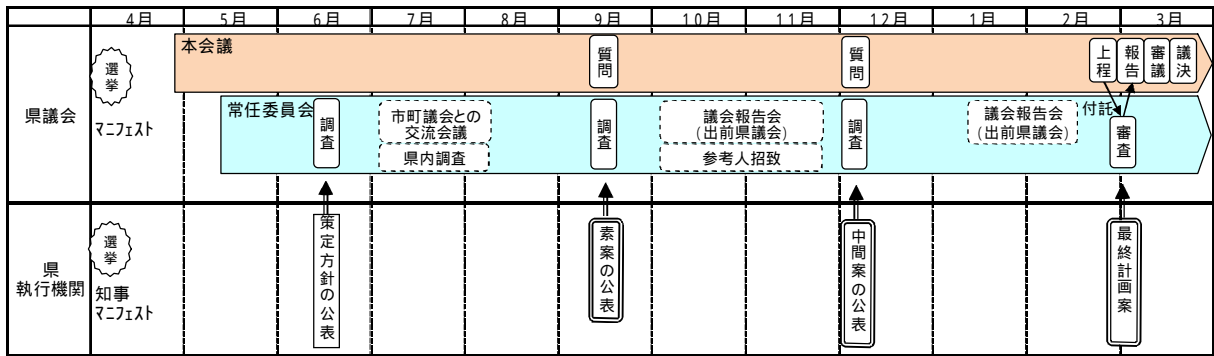 4月 5月 6月 7月 8月 9月 10月 11月 12月 1月 2月 3月
県議会
選挙
マニフェスト
本会議
質問
質問
上程
報告
審議
議決
常任委員会
調査
市町議会との
交流会議
県内調査
調査
議会報告会
(出前県議会)
参考人招致
調査
議会報告会
(出前県議会)
付託
審査
県
執行機関
選挙
知事
マニフェスト
策定方針の公表
素案の公表
中間案の公表
最終計画案